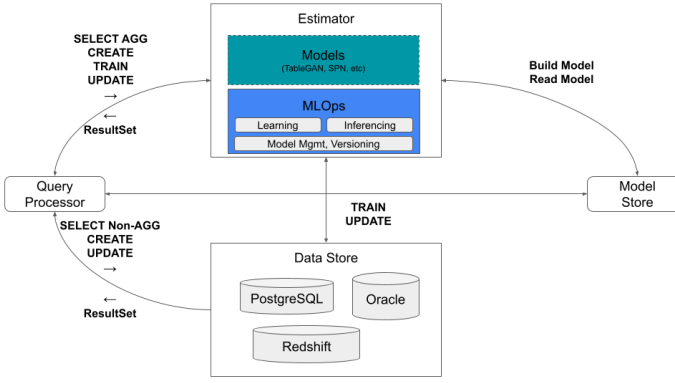 Estimator
SELECT AGG
CREATE
TRAIN
UPDATE
→
←
ResultSet
Models
(TableGAN, SPN, etc)
MLOps
Learning
Inferencing
Model Mgmt, Versioning
Build Model
Read Model
Query
Processor
Model
Store
TRAIN
UPDATE
SELECT Non-AGG
CREATE
UPDATE
→
←
ResultSet
Data Store
PostgreSQL
Oracle
Redshift